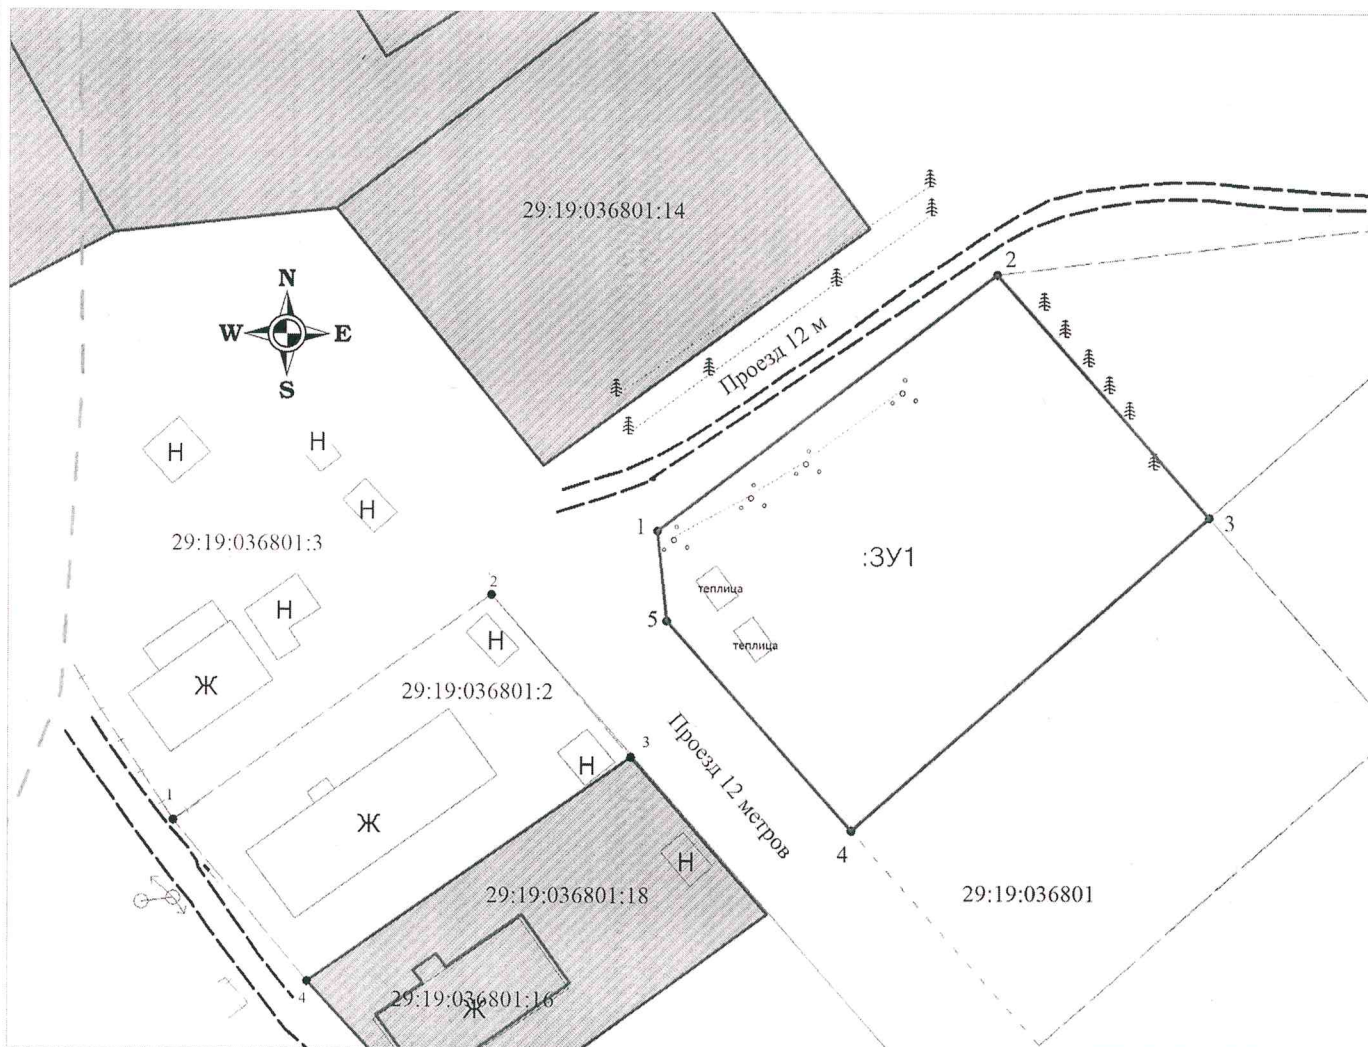 29:19:036801:14
2
N
W E
S
Проезд 12 м
Н
Н
Н
29:19:036801:3
1
:ЗУ1
3
теплица
2
Н
5
Н
теплица
Ж
29:19:036801:2
3
Проезд 12 метров
Н
1
Ж
4
Н
29:19:036801:18
29:19:036801
4
29:19:036801:16
Ж